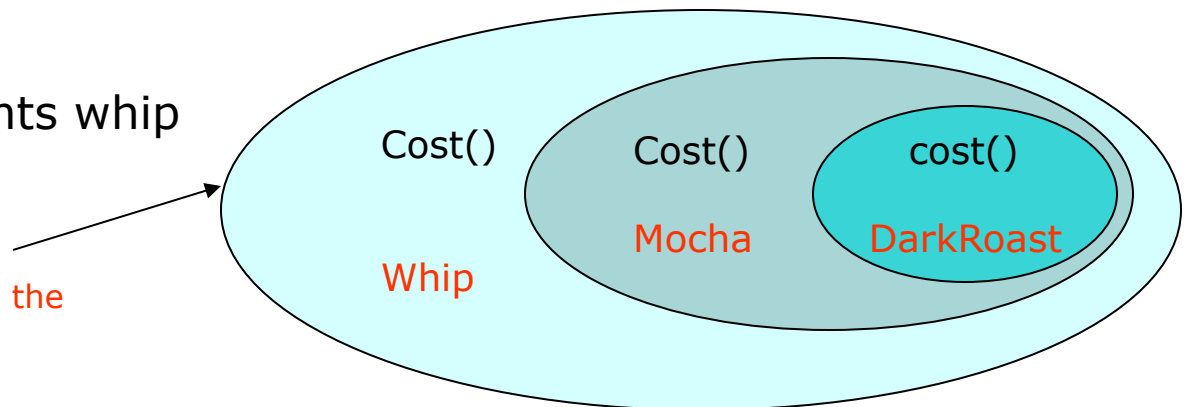 nts whip
Cost() Cost() cost()
Mocha DarkRoast
Whip
the